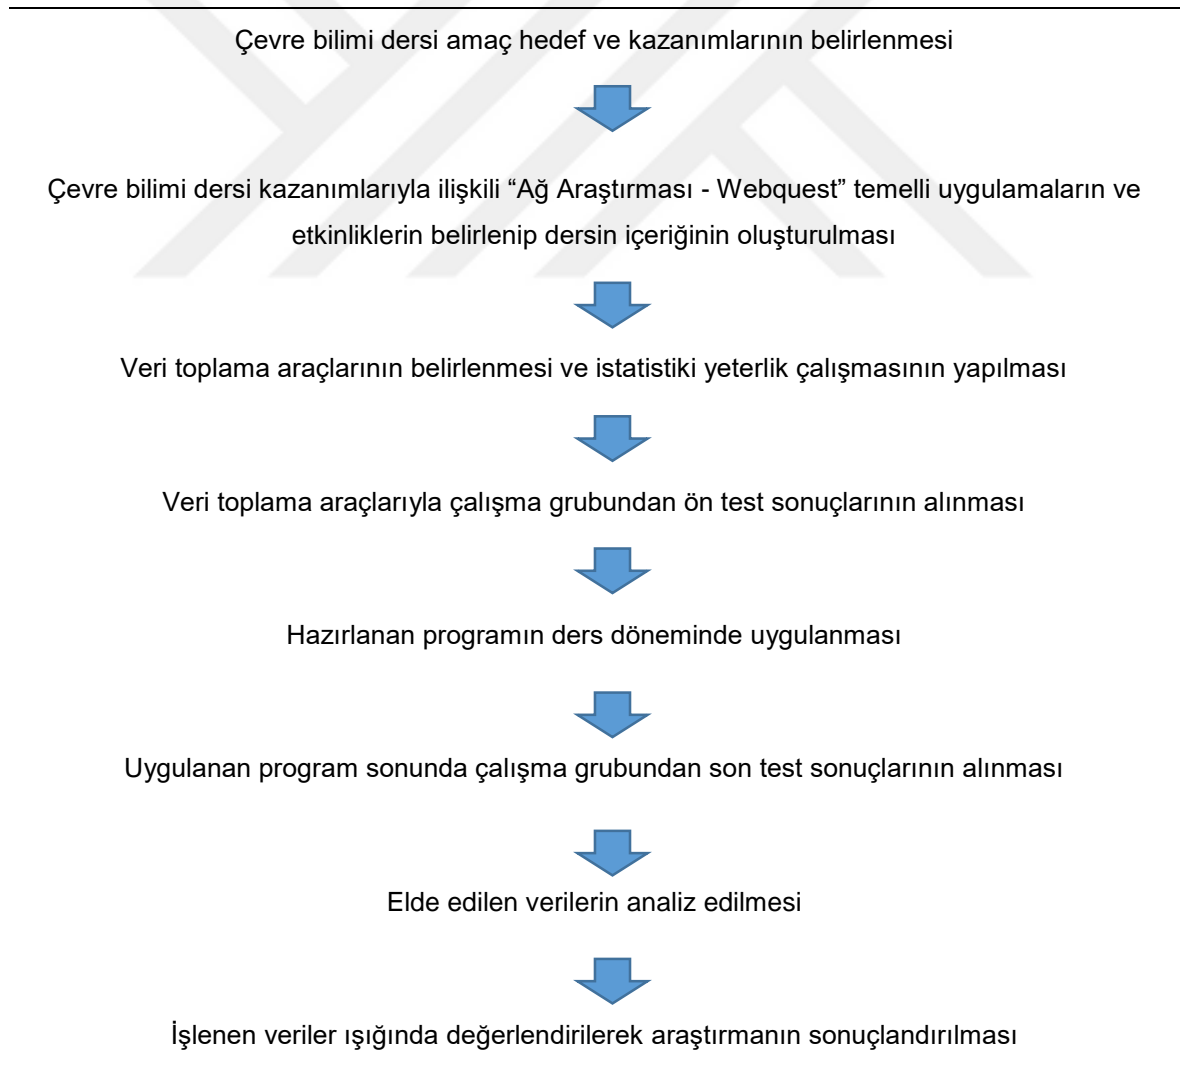 Çevre bilimi dersi amaç hedef ve kazanımlarının belirlenmesi
Çevre bilimi dersi kazanımlarıyla ilişkili “Ağ Araştırması - Webquest” temelli uygulamaların ve
etkinliklerin belirlenip dersin içeriğinin oluşturulması
Veri toplama araçlarının belirlenmesi ve istatistiki yeterlik çalışmasının yapılması
Veri toplama araçlarıyla çalışma grubundan ön test sonuçlarının alınması
Hazırlanan programın ders döneminde uygulanması
Uygulanan program sonunda çalışma grubundan son test sonuçlarının alınması
Elde edilen verilerin analiz edilmesi
İşlenen veriler ışığında değerlendirilerek araştırmanın sonuçlandırılması